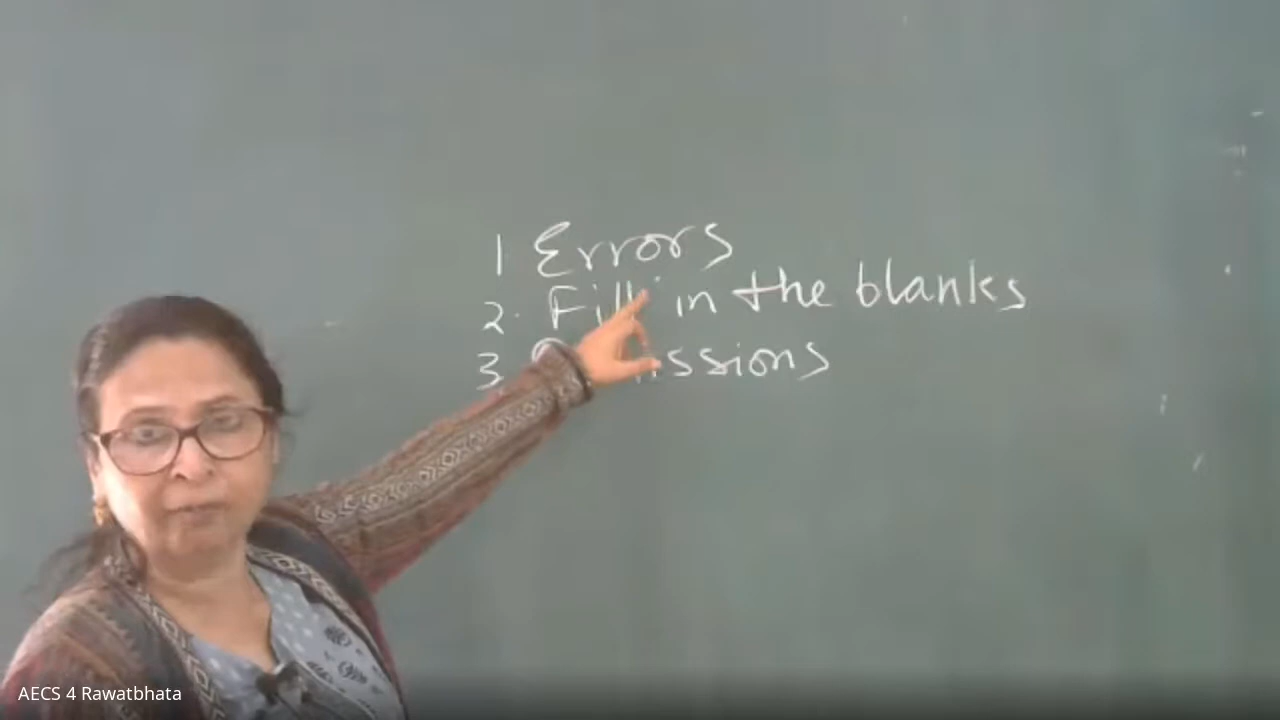 1. Errors
2. Fill in the blanks
3.
AECS 4 Rawatbhata